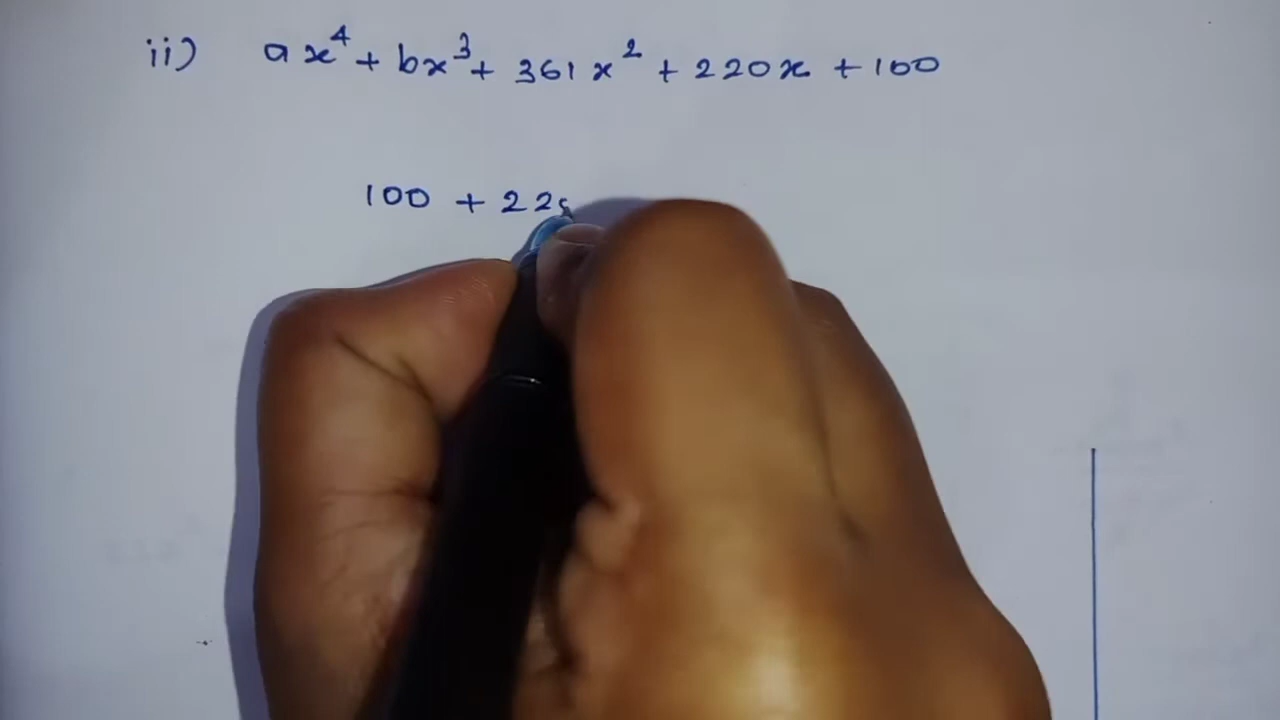 ii) ax⁴ + bx³ + 361x² + 220x + 100
100 + 22